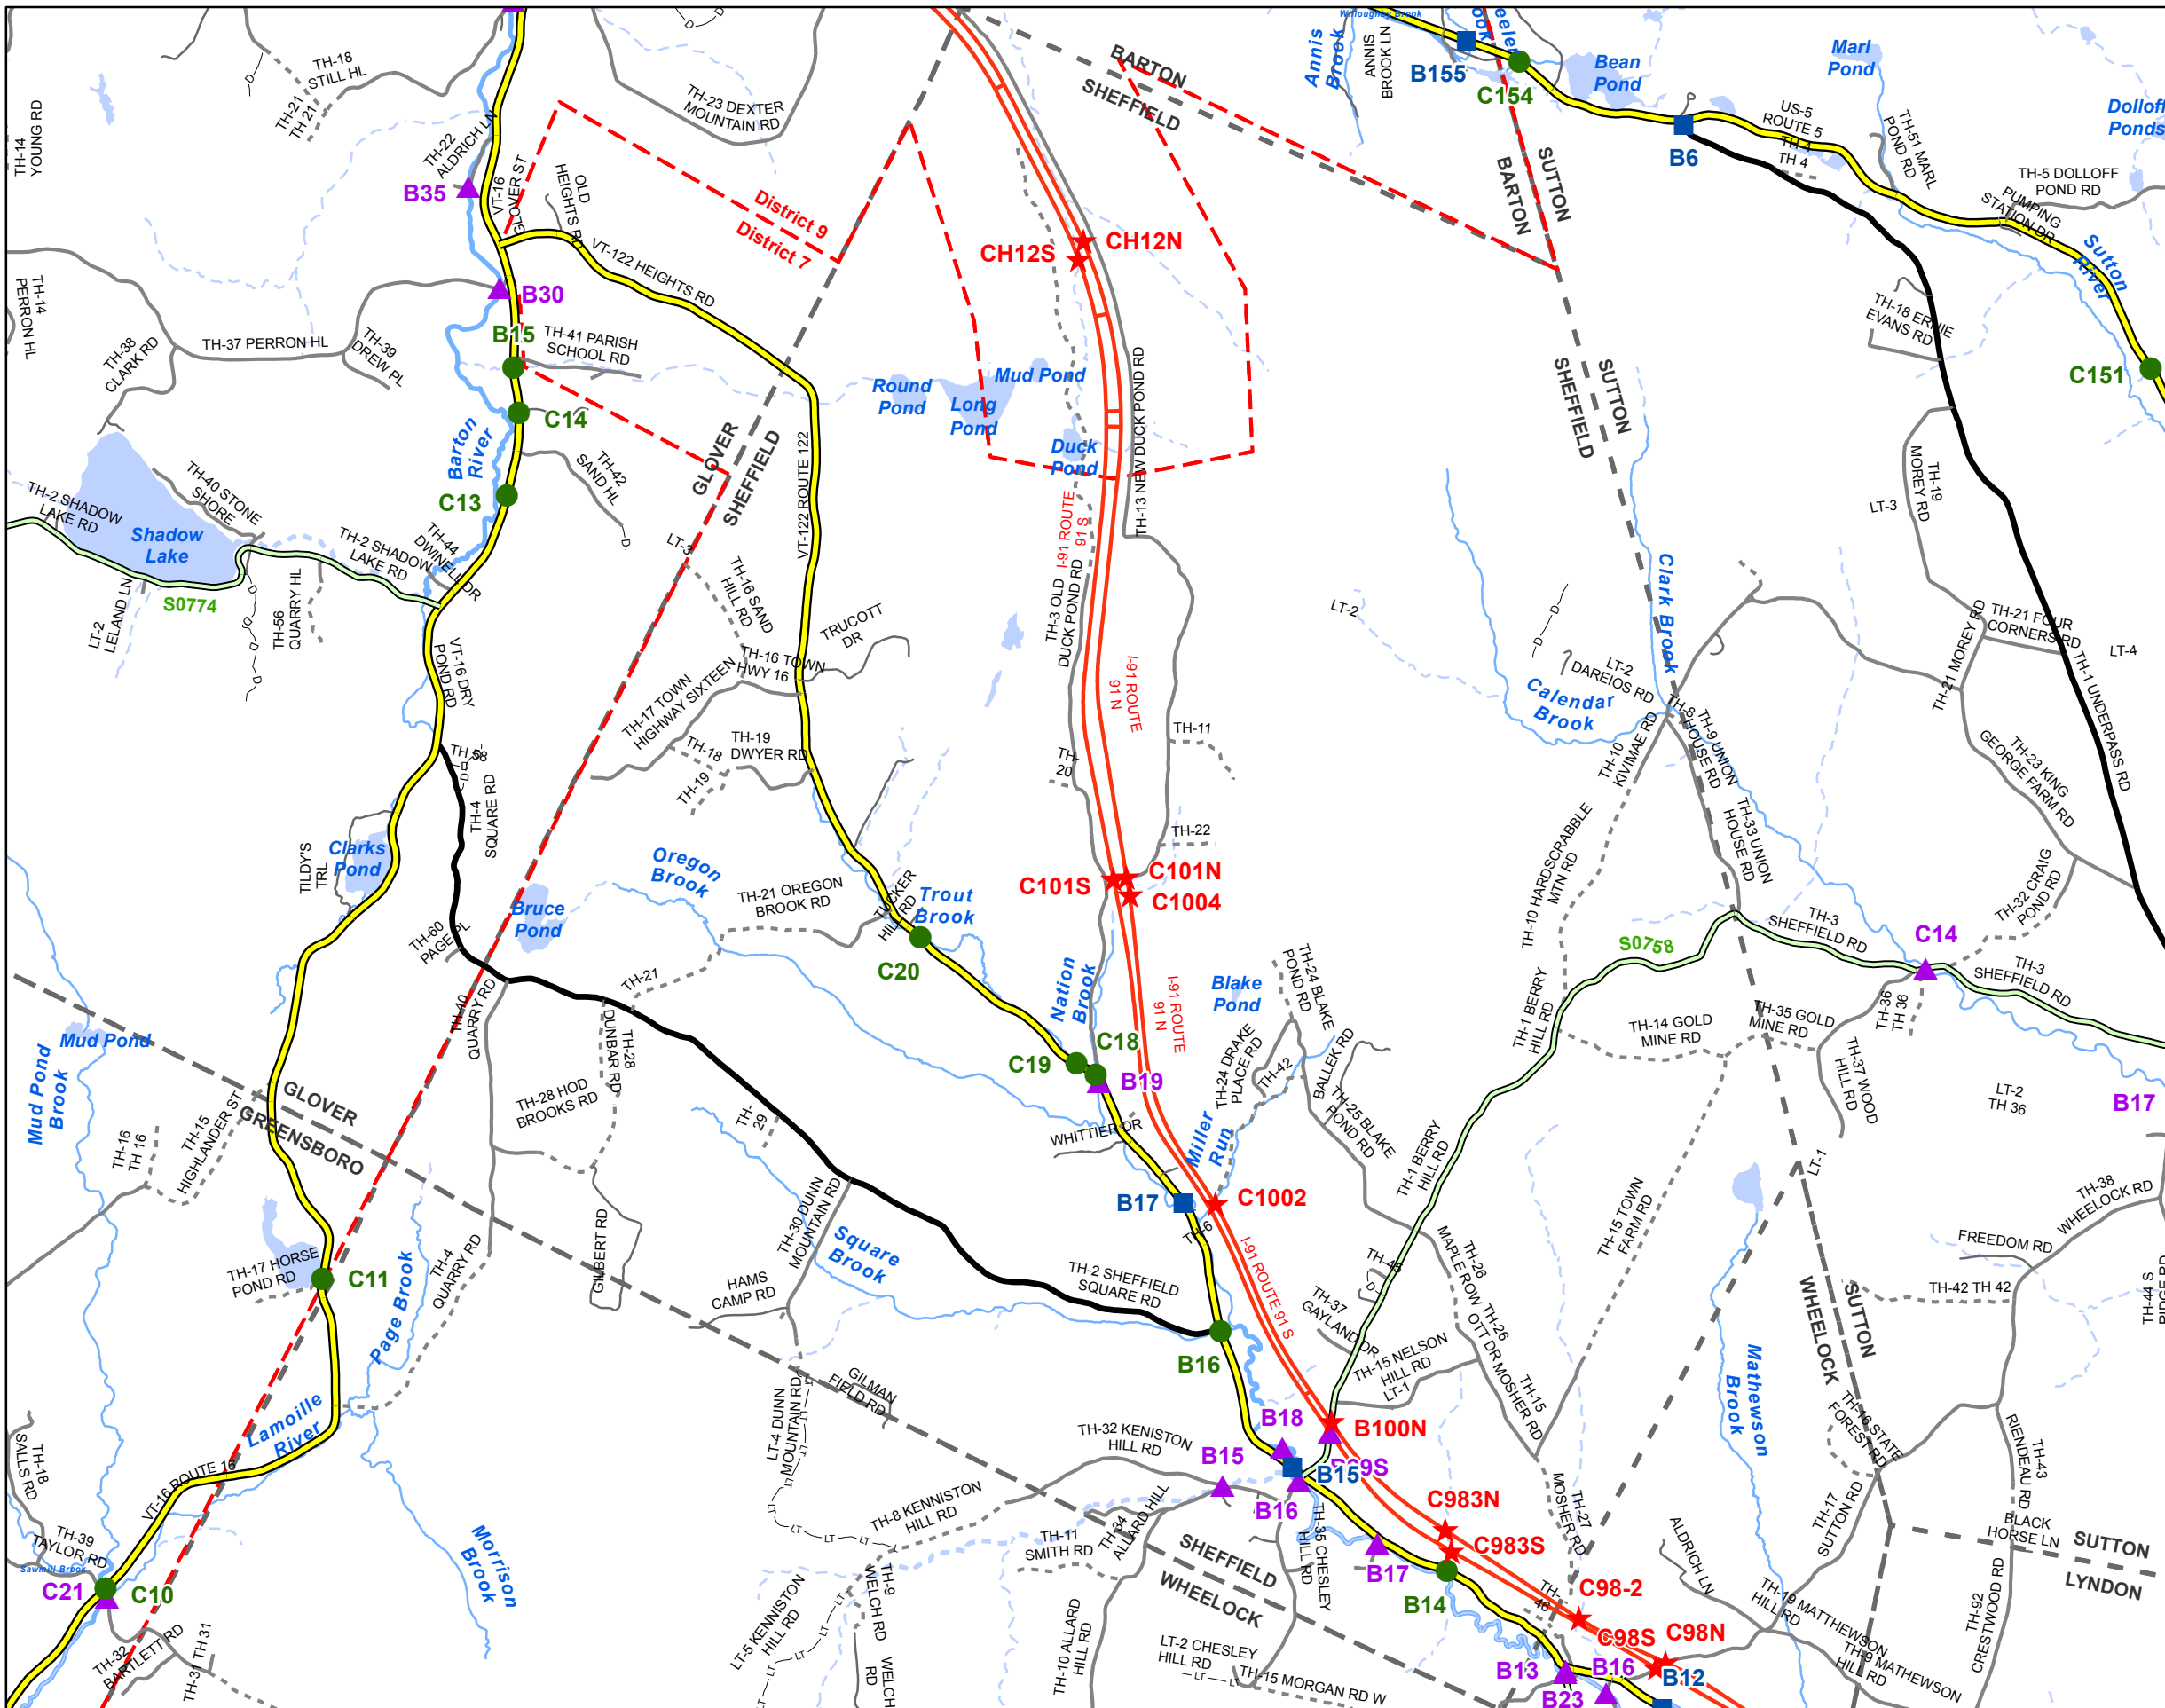 Willoughby Brook
TH-18
STILL HL
TH-21
TH 21
TH-14
YOUNG RD
TH-22
ALDRICH LN
TH-23 DEXTER
MOUNTAIN RD
BARTON
SHEFFIELD
Annis
Brook
ANNIS
BROOK LN
B155
C154
Bean
Pond
Marl
Pond
US-5
ROUTE 5
TH 4
TH 4
B6
TH-51 MARL
POND RD
Dolloff
Ponds
TH-5 DOLLOFF
POND RD
PUMPING
STATION DR
Sutton
River
SUTTON
BARTON
B35
VT-16
GLOVER ST
OLD
HEIGHTS RD
District 9
District 7
VT-122 HEIGHTS RD
CH12S
CH12N
B30
B15
TH-14
PERRON HL
TH-38
CLARK RD
TH-37 PERRON HL
TH-39
DREW PL
TH-41 PARISH
SCHOOL RD
C14
Barton
River
Round
Pond
Long
Pond
Mud Pond
Duck
Pond
TH-13 NEW DUCK POND RD
TH-18 ERNIE
EVANS RD
C151
SUTTON
SHEFFIELD
GLOVER
SHEFFIELD
TH-42
SAND HL
C13
TH-40 STONE
SHORE
TH-2 SHADOW
LAKE RD
Shadow
Lake
TH-2 SHADOW
LAKE RD
TH-44
DWINELL DR
S0774
LT-2
LELAND LN
TH-56
QUARRY HL
LT-3
TH-16 SAND
HILL RD
VT-122 ROUTE 122
TRUCOTT
DR
TH-16 TOWN
HWY 16
TH-17 TOWN
HIGHWAY SIXTEEN
TH-18
TH-19
DWYER RD
TH-19
I-91 ROUTE
91 S
TH-3 OLD
DUCK POND RD
I-91 ROUTE
91 N
TH-11
TH-
20
TH-22
LT-2
LT-2
DAREIOS RD
Calendar
Brook
Clark Brook
LT-3
TH-19
MOREY RD
TH-21 MOREY RD
TH-21 FOUR
CORNERS RD
LT-4
TH-1 UNDERPASS RD
TH-8
HOUSE RD
TH-9 UNION
TH-10
KIVIMAE RD
TH-23 KING
GEORGE FARM RD
TH-33 UNION
HOUSE RD
TH-32 CRAIG
POND RD
TH-10 HARDSCRABBLE
MTN RD
VT-16 DRY
POND RD
TH 58
TH-4
SQUARE RD
Clarks
Pond
TILDY'S
TRL
TH-60
PAGE PL
Bruce
Pond
Oregon
Brook
TH-21 OREGON
BROOK RD
TUCKER
HILL RD
Trout
Brook
C20
C101S
C101N
C1004
TH-21
TH-40
QUARRY RD
TH-28
DUNBAR RD
TH-28 HOD
BROOKS RD
TH-
29
Nation
Brook
C18
C19
B19
I-91 ROUTE
91 N
Blake
Pond
TH-24 BLAKE
POND RD
TH-24 DRAKE
PLACE RD
TH-42
BALLEK RD
TH-25 BLAKE
POND RD
S0758
TH-3
SHEFFIELD RD
C14
TH-3
SHEFFIELD RD
TH-1 BERRY
HILL RD
TH-14 GOLD
MINE RD
TH-35 GOLD
MINE RD
TH-36
TH 36
TH-37 WOOD
HILL RD
LT-2
TH 36
B17
Mud Pond
Mud Pond
Brook
GLOVER
GREENSBORO
TH-16
TH 16
TH-15
HIGHLANDER ST
WHITTIER DR
Miller
Run
B17
C1002
TH-6
TH-1 BERRY
HILL RD
LT-1
TH-38
WHEELOCK RD
FREEDOM RD
TH-42 TH 42
TH-44 S
RIDGE RD
TH-15 TOWN
FARM RD
TH-17 HORSE
POND RD
C11
Page Brook
TH-4
QUARRY RD
GILBERT RD
TH-30 DUNN
MOUNTAIN RD
HAMS
CAMP RD
Square
Brook
TH-2 SHEFFIELD
SQUARE RD
B16
I-91 ROUTE 91 S
TH-45
TH-37
GAYLAND DR
TH-26
MAPLE ROW
TH-26
OTT DR
TH-15 NELSON
HILL RD
LT-1
TH-15
MOSHER RD
SUTTON
WHEELOCK
Mathewson
Brook
TH-16 STATE
FOREST RD
GILMAN
FIELD RD
LT-4 DUNN
MOUNTAIN RD
Lamoille
River
VT-16 ROUTE 16
TH-18
SALLS RD
TH-39
TAYLOR RD
Sawmill Brook
C21
C10
TH-32
BARTLETT RD
TH-31 TH 31
Morrison
Brook
TH-32 KENISTON
HILL RD
TH-8 KENNISTON
HILL RD
B15
B18
B100N
B15
B16
TH-34
ALLARD HILL
TH-11
SMITH RD
TH-9
WELCH RD
LT-5 KENNISTON
HILL RD
WELCH
RD
TH-10 ALLARD
HILL RD
SHEFFIELD
WHEELOCK
TH-35 CHESLEY
HILL RD
LT-2 CHESLEY
HILL RD
TH-15 MORGAN RD W
B17
C983N
C983S
B14
TH-27
MOSHER RD
TH-
46
C98-2
C98S
C98N
B13
B16
B12
B23
ALDRICH LN
TH-17
SUTTON RD
TH-19 MATTHEWSON
HILL RD
TH-9 MATHEWSON
HILL RD
TH-43
RIENDEAU RD
BLACK
HORSE LN
SUTTON
LYNDON
TH-92
CRESTWOOD RD